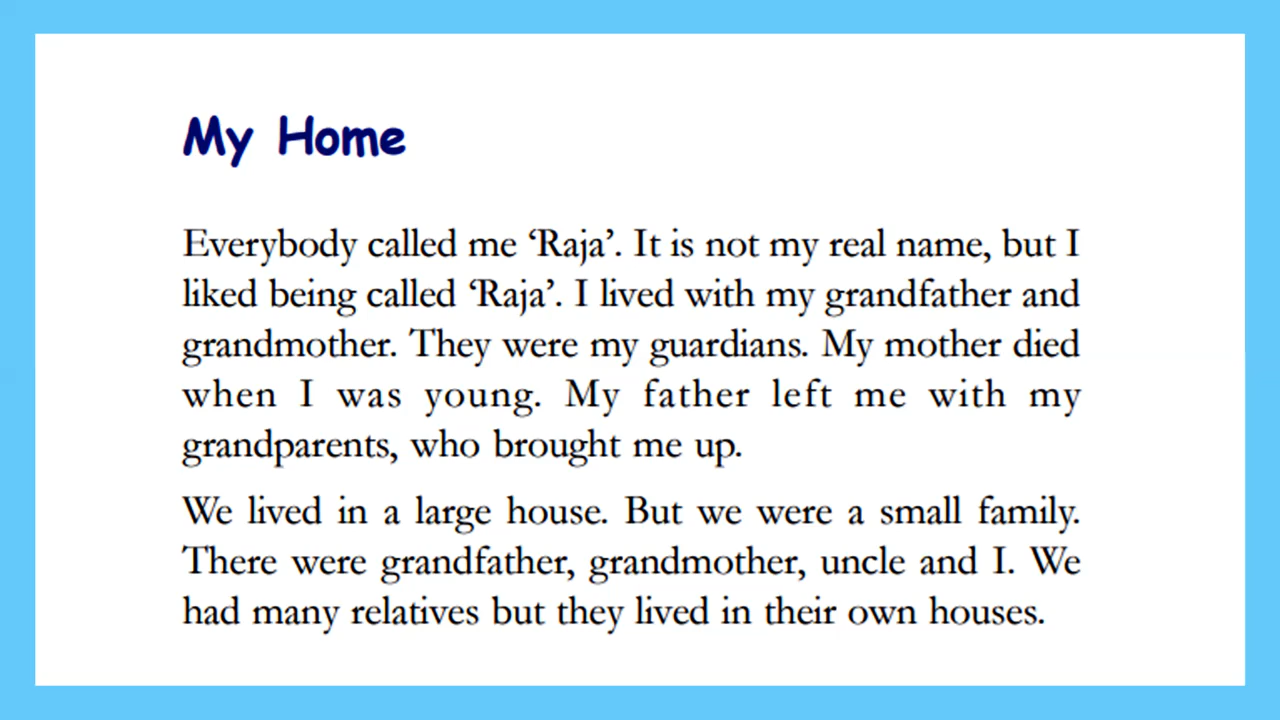 My Home
Everybody called me ‘Raja’. It is not my real name, but I
liked being called ‘Raja’. I lived with my grandfather and
grandmother. They were my guardians. My mother died
when I was young. My father left me with my
grandparents, who brought me up.
We lived in a large house. But we were a small family.
There were grandfather, grandmother, uncle and I. We
had many relatives but they lived in their own houses.